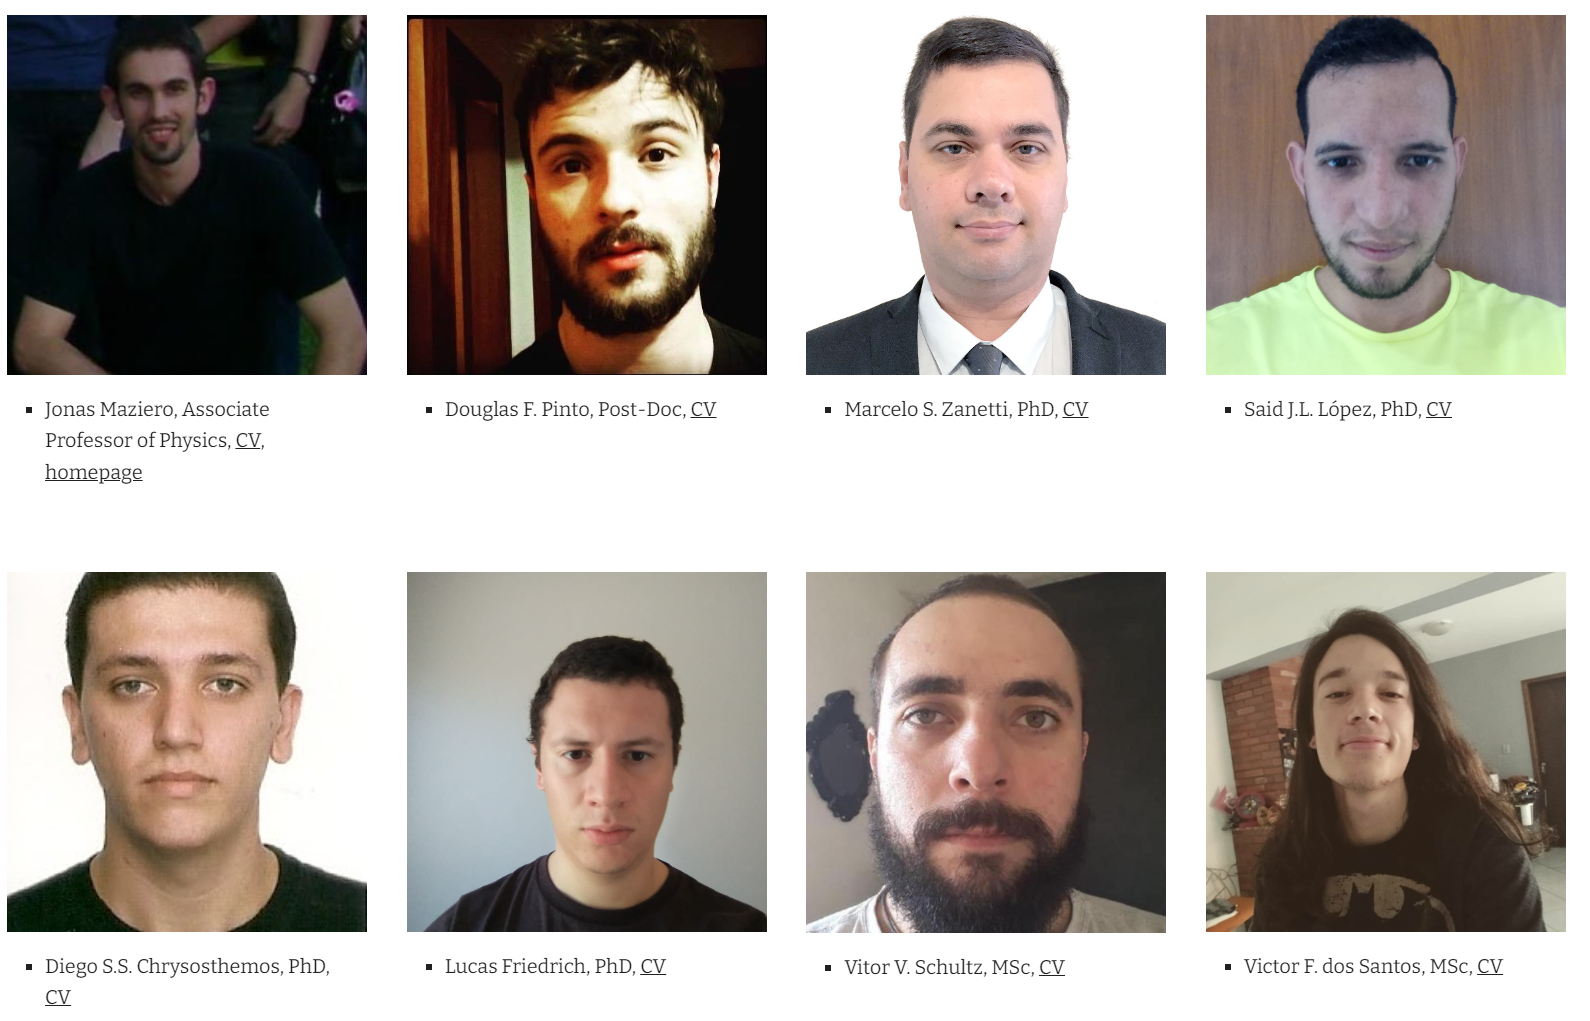 Jonas Maziero, Associate
Professor of Physics, CV,
homepage
Douglas F. Pinto, Post-Doc, CV
Marcelo S. Zanetti, PhD, CV
Said J.L. López, PhD, CV
Diego S.S. Chrysosthemos, PhD,
CV
Lucas Friedrich, PhD, CV
Vitor V. Schultz, MSc, CV
Victor F. dos Santos, MSc, CV